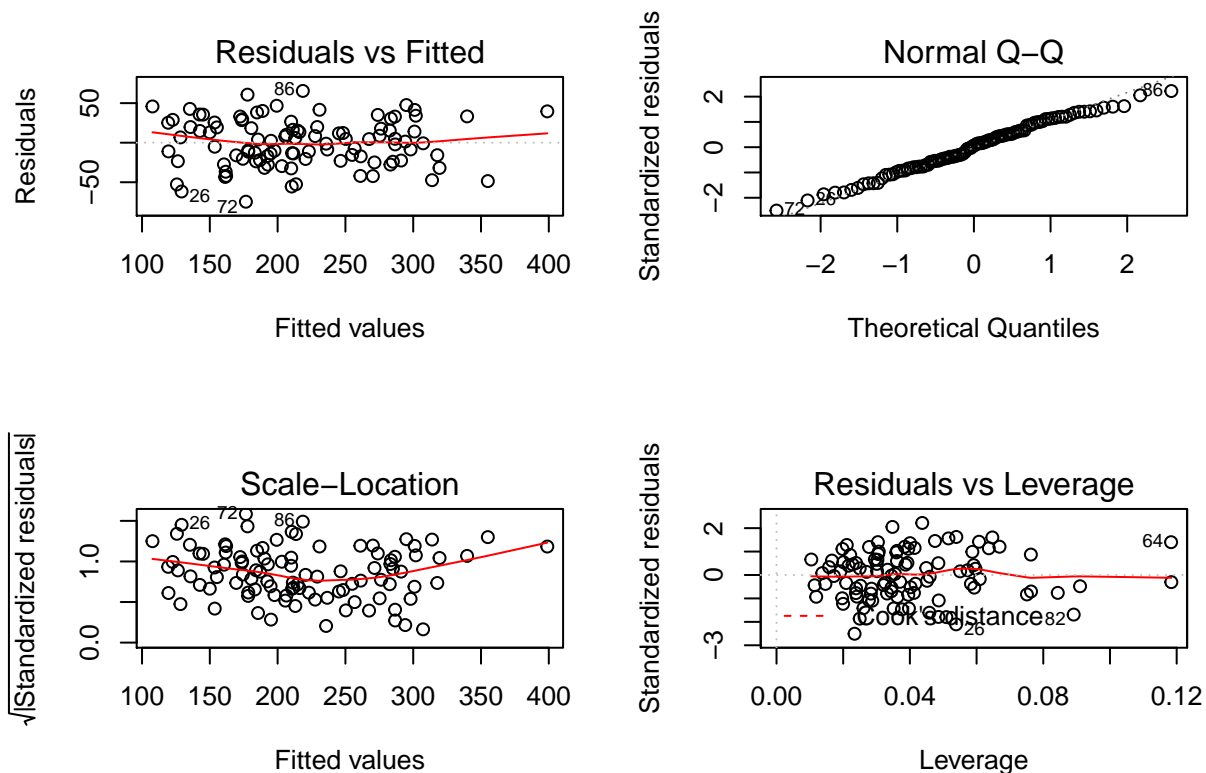 Residuals vs Fitted
Residuals
50
−50
86
26
72
100 150 200 250 300 350 400
Fitted values
Normal Q−Q
Standardized residuals
2
0
−2
86
72
26
−2 −1 0 1 2
Theoretical Quantiles
Scale−Location
√|Standardized residuals|
1.0
0.0
26
72
86
100 150 200 250 300 350 400
Fitted values
Residuals vs Leverage
Standardized residuals
2
0
−3
64
Cook's distance
82
26
0.00 0.04 0.08 0.12
Leverage